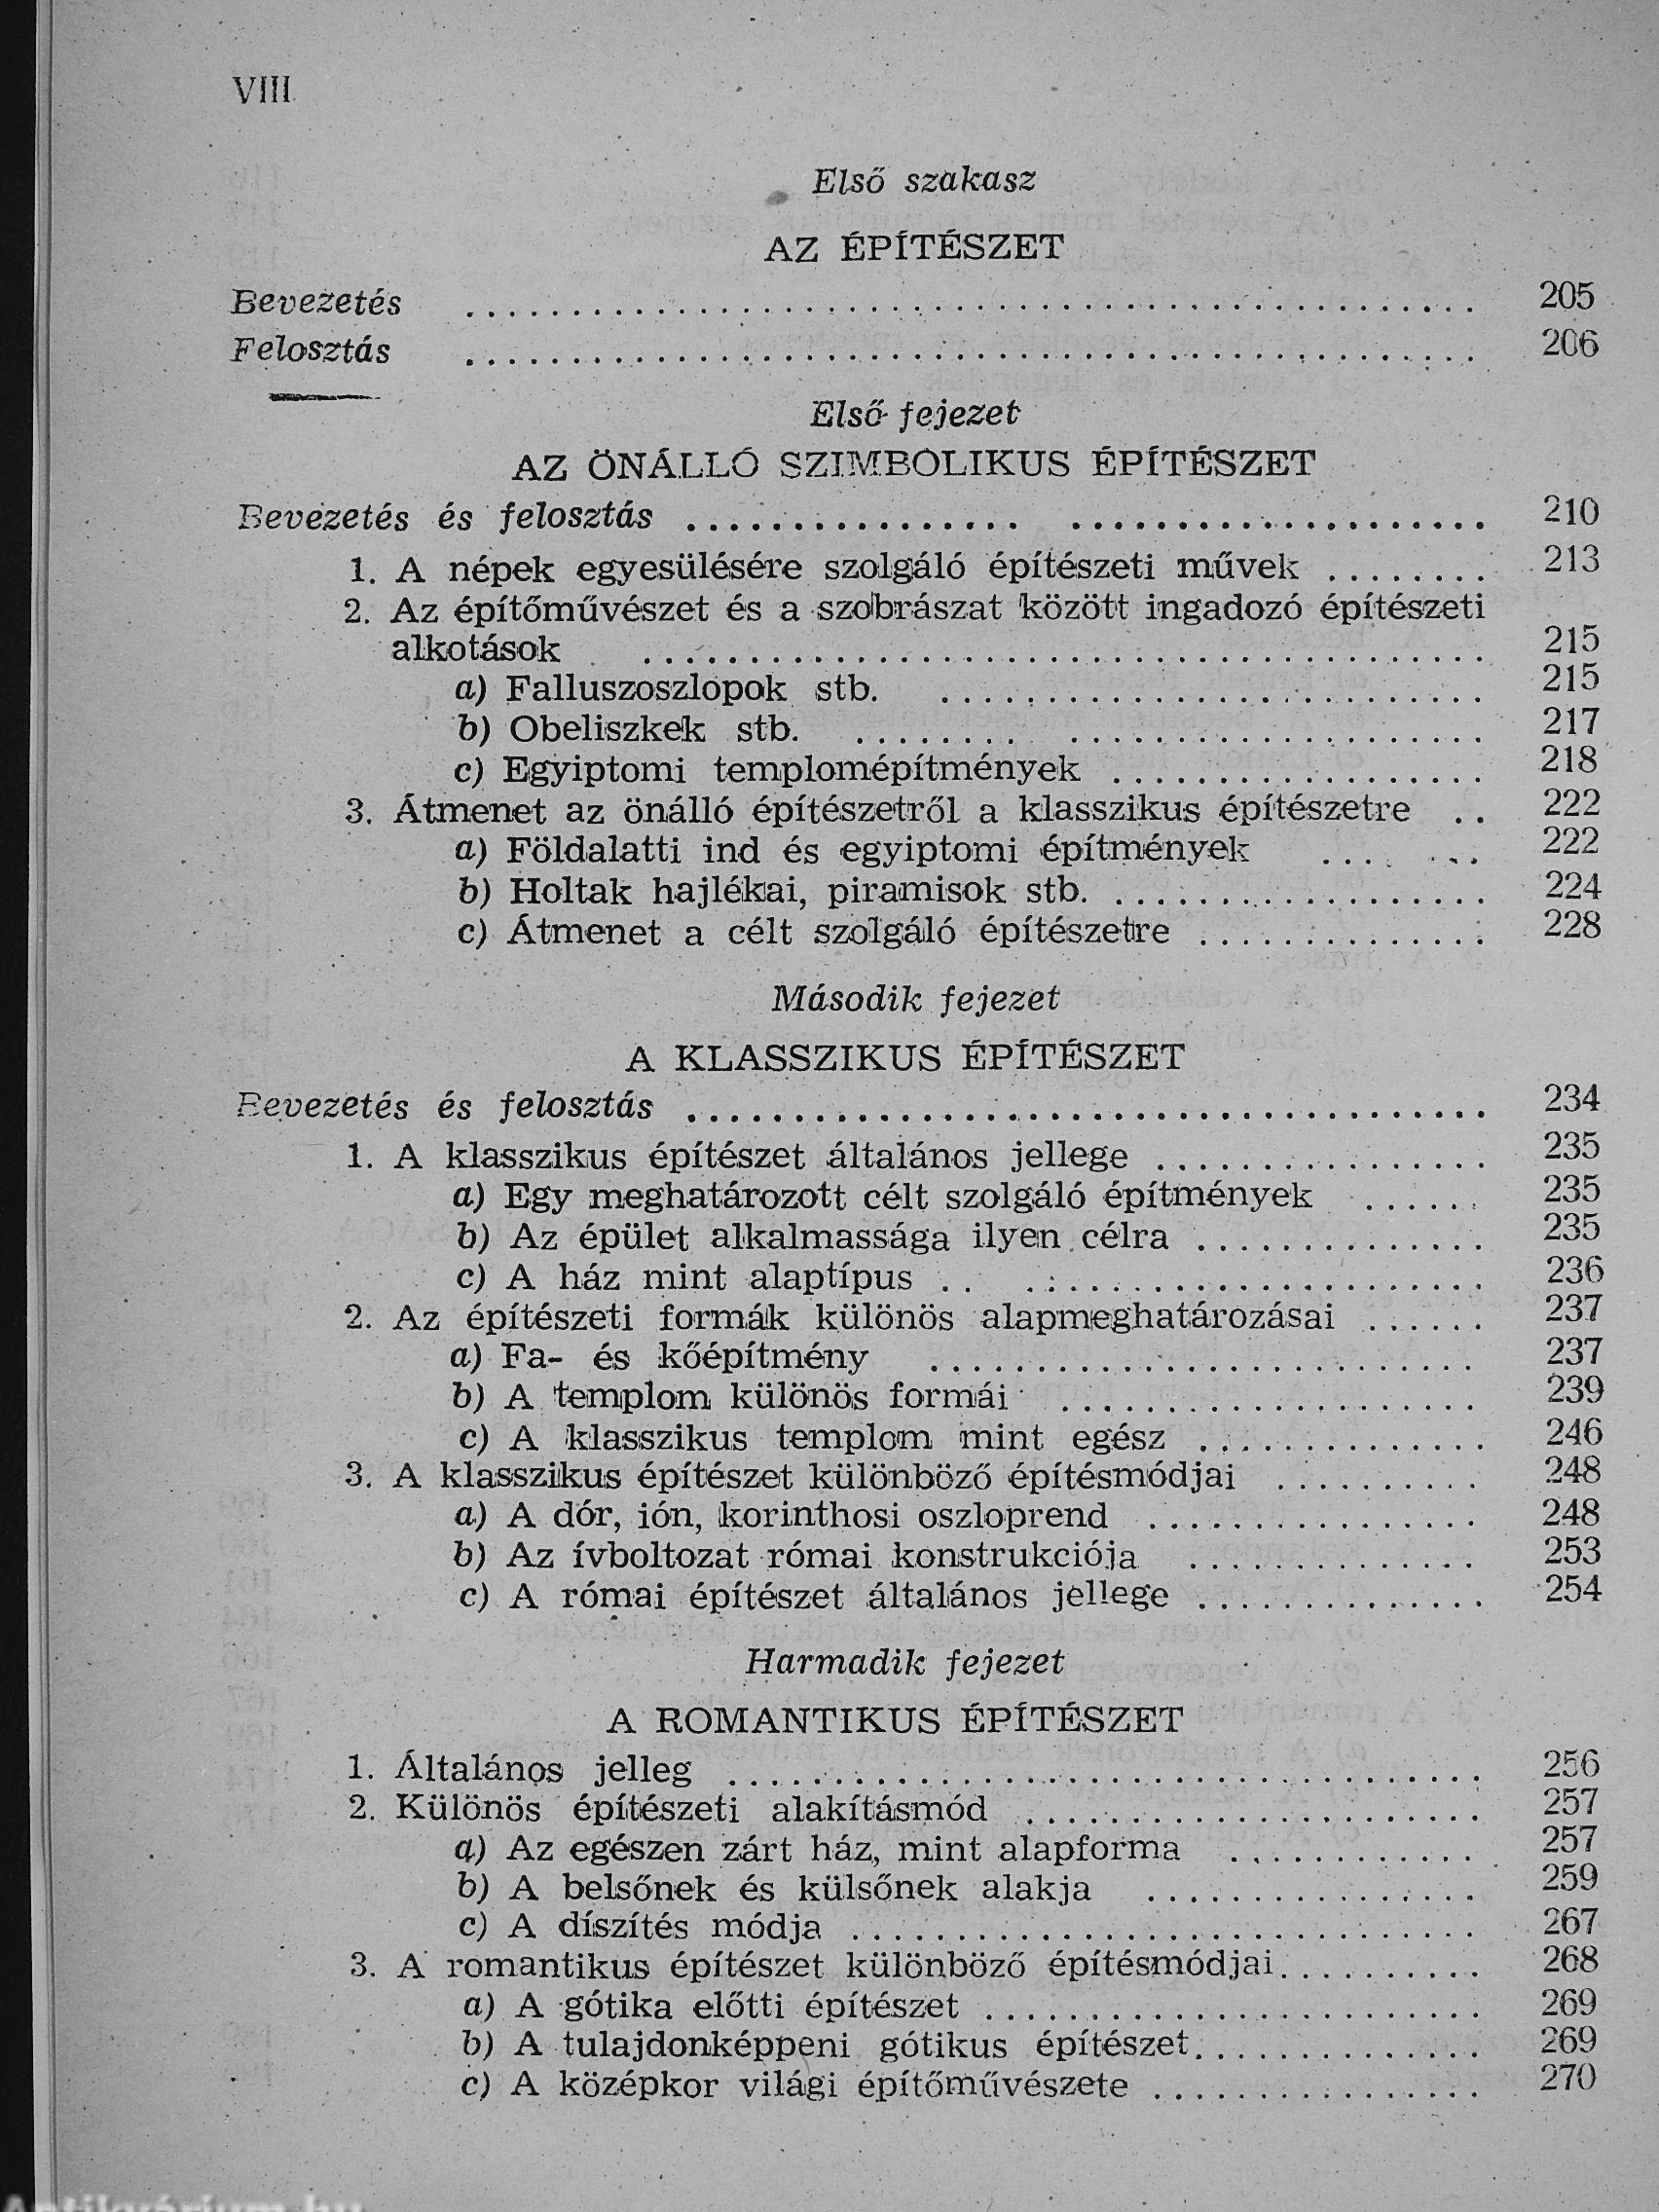 VIII
Első szakasz
AZ ÉPÍTÉSZET
Bevezetés ........................................ 205
Felosztás ........................................ 206
Első fejezet
AZ ÖNÁLLÓ SZIMBOLIKUS ÉPÍTÉSZET
Bevezetés és felosztás ........................................ 210
1. A népek egyesülésére szolgáló építészeti művek ........ 213
2. Az építőművészet és a szobrászat között ingadozó építészeti
alkotások ........................................ 215
a) Falluszoszlopok stb. .......................... 215
b) Obeliszkek stb. .............................. 217
c) Egyiptomi templomépítmények .................. 218
3. Átmenet az önálló építészetről a klasszikus építészetre .. 222
a) Földalatti ind és egyiptomi építmények ....... 222
b) Holtak hajlékai, piramisok stb. .................. 224
c) Átmenet a célt szolgáló építészetre .............. 228
Második fejezet
A KLASSZIKUS ÉPÍTÉSZET
Bevezetés és felosztás ...................................... 234
1. A klasszikus építészet általános jellege ................ 235
a) Egy meghatározott célt szolgáló építmények ...... 235
b) Az épület alkalmassága ilyen célra .............. 235
c) A ház mint alaptípus ....................... 236
2. Az építészeti formák különös alapmeghatározásai ...... 237
a) Fa- és kőépítmény .......................... 237
b) A templom különös formái .................... 239
c) A klasszikus templom mint egész .............. 246
3. A klasszikus építészet különböző építésmódjai .......... 248
a) A dór, ión, korinthosi oszloprend ................ 248
b) Az ívboltozat római konstrukciója .............. 253
c) A római építészet általános jellege .............. 254
Harmadik fejezet
A ROMANTIKUS ÉPÍTÉSZET
1. Általános jelleg .................................... 256
2. Különös építészeti alakításmód ...................... 257
a) Az egészen zárt ház, mint alapforma ............ 257
b) A belsőnek és külsőnek alakja ................ 259
c) A díszítés módja .............................. 267
3. A romantikus építészet különböző építésmódjai.......... 268
a) A gótika előtti építészet ........................ 269
b) A tulajdonképpeni gótikus építészet.............. 269
c) A középkor világi építőművészete ................ 270
Antikvárium.hu